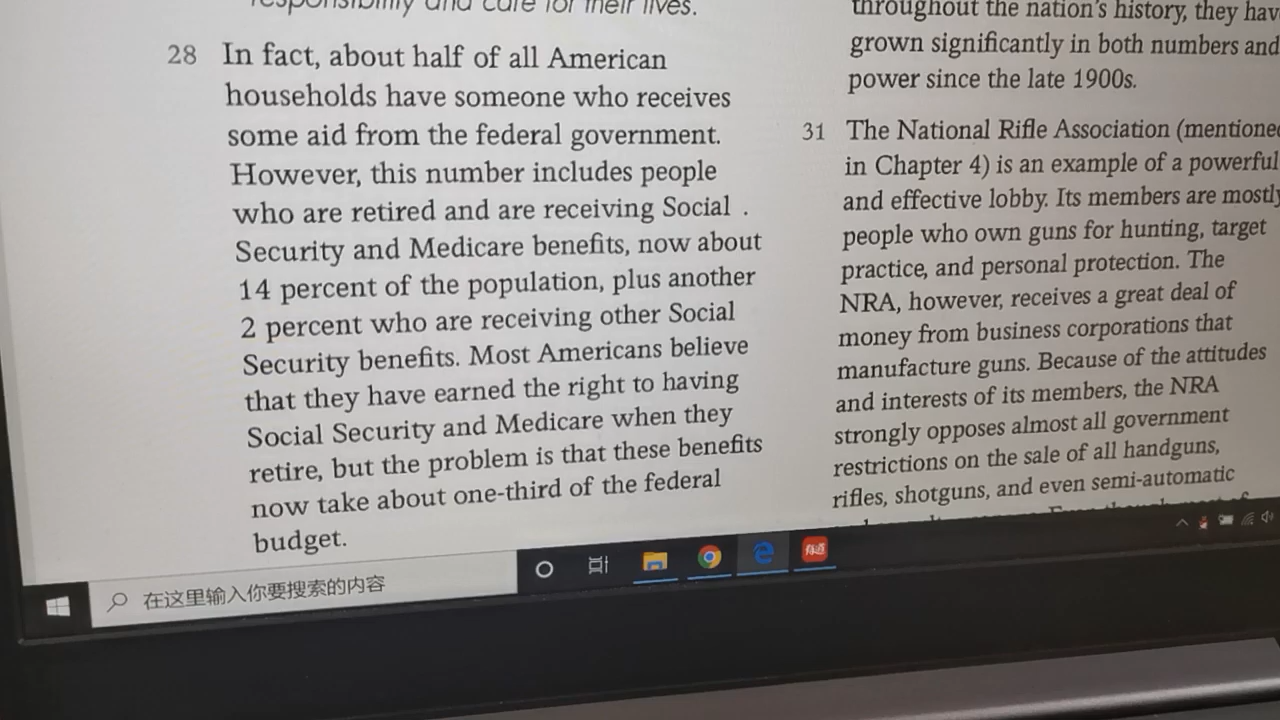 responsibility and care for their lives.
28 In fact, about half of all American
households have someone who receives
some aid from the federal government.
However, this number includes people
who are retired and are receiving Social .
Security and Medicare benefits, now about
14 percent of the population, plus another
2 percent who are receiving other Social
Security benefits. Most Americans believe
that they have earned the right to having
Social Security and Medicare when they
retire, but the problem is that these benefits
now take about one-third of the federal
budget.
throughout the nation's history, they hav
grown significantly in both numbers and
power since the late 1900s.
31 The National Rifle Association (mentione
in Chapter 4) is an example of a powerful
and effective lobby. Its members are mostly
people who own guns for hunting, target
practice, and personal protection. The
NRA, however, receives a great deal of
money from business corporations that
manufacture guns. Because of the attitudes
and interests of its members, the NRA
strongly opposes almost all government
restrictions on the sale of all handguns,
rifles, shotguns, and even semi-automatic
在这里输入你要搜索的内容
有道